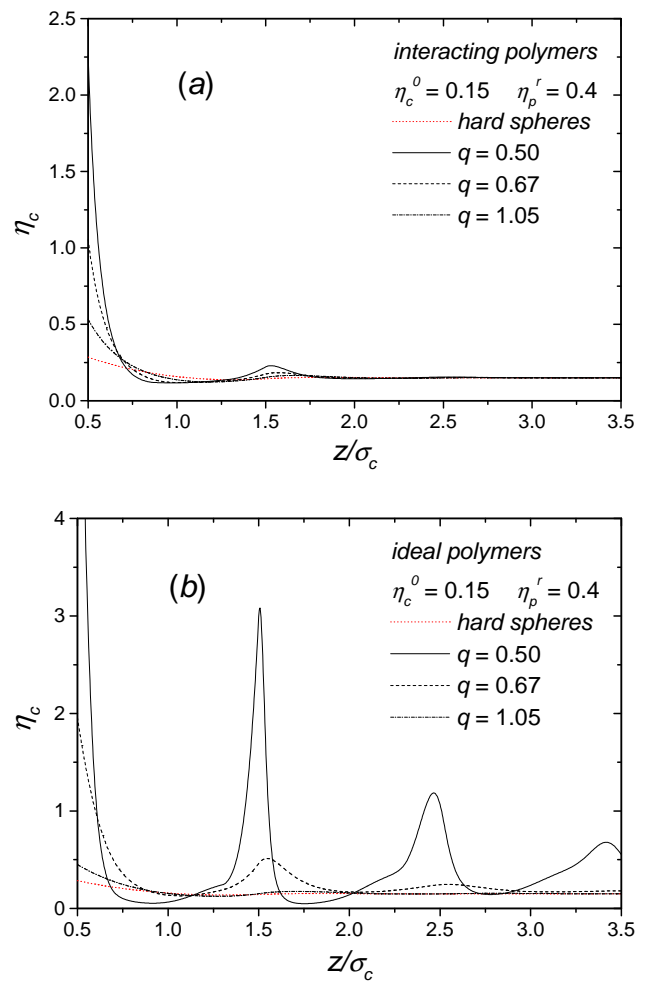 2.5
2.0
1.5
1.0
0.5
0.0
η_c
(a)
interacting polymers
η_c^0 = 0.15 η_p^r = 0.4
hard spheres
q = 0.50
q = 0.67
q = 1.05
0.5 1.0 1.5 2.0 2.5 3.0 3.5
z/σ_c
4
3
2
1
0
η_c
(b)
ideal polymers
η_c^0 = 0.15 η_p^r = 0.4
hard spheres
q = 0.50
q = 0.67
q = 1.05
0.5 1.0 1.5 2.0 2.5 3.0 3.5
z/σ_c